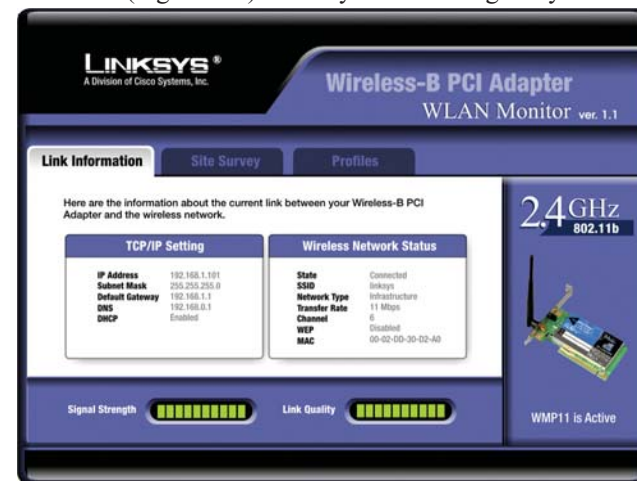 LINKSYS®
A Division of Cisco Systems, Inc.
Wireless-B PCI Adapter
WLAN Monitor ver. 1.1
Link Information
Site Survey
Profiles
Here are the information about the current link between your Wireless-B PCI
Adapter and the wireless network.
TCP/IP Setting
IP Address 192.168.1.101
Subnet Mask 255.255.255.0
Default Gateway 192.168.1.1
DNS 192.168.0.1
DHCP Enabled
Wireless Network Status
State Connected
SSID linksys
Network Type Infrastructure
Transfer Rate 11 Mbps
Channel 6
WEP Disabled
MAC 00-02-DD-30-D2-A0
2.4GHz
802.11b
Signal Strength
Link Quality
WMP11 is Active